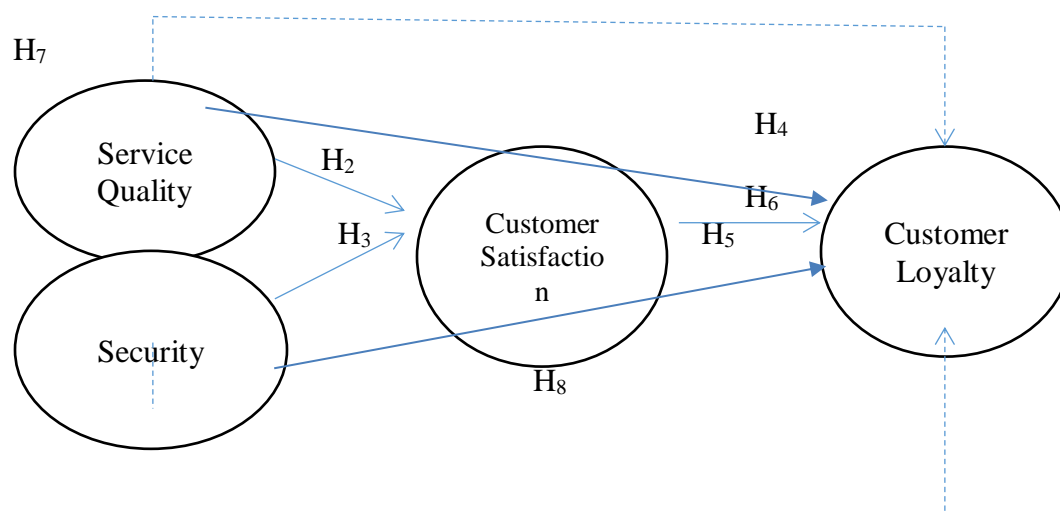 H₇
H₄
Service
Quality
H₂
H₆
H₃
Customer
Satisfactio
n
H₅
Customer
Loyalty
Security
H₈